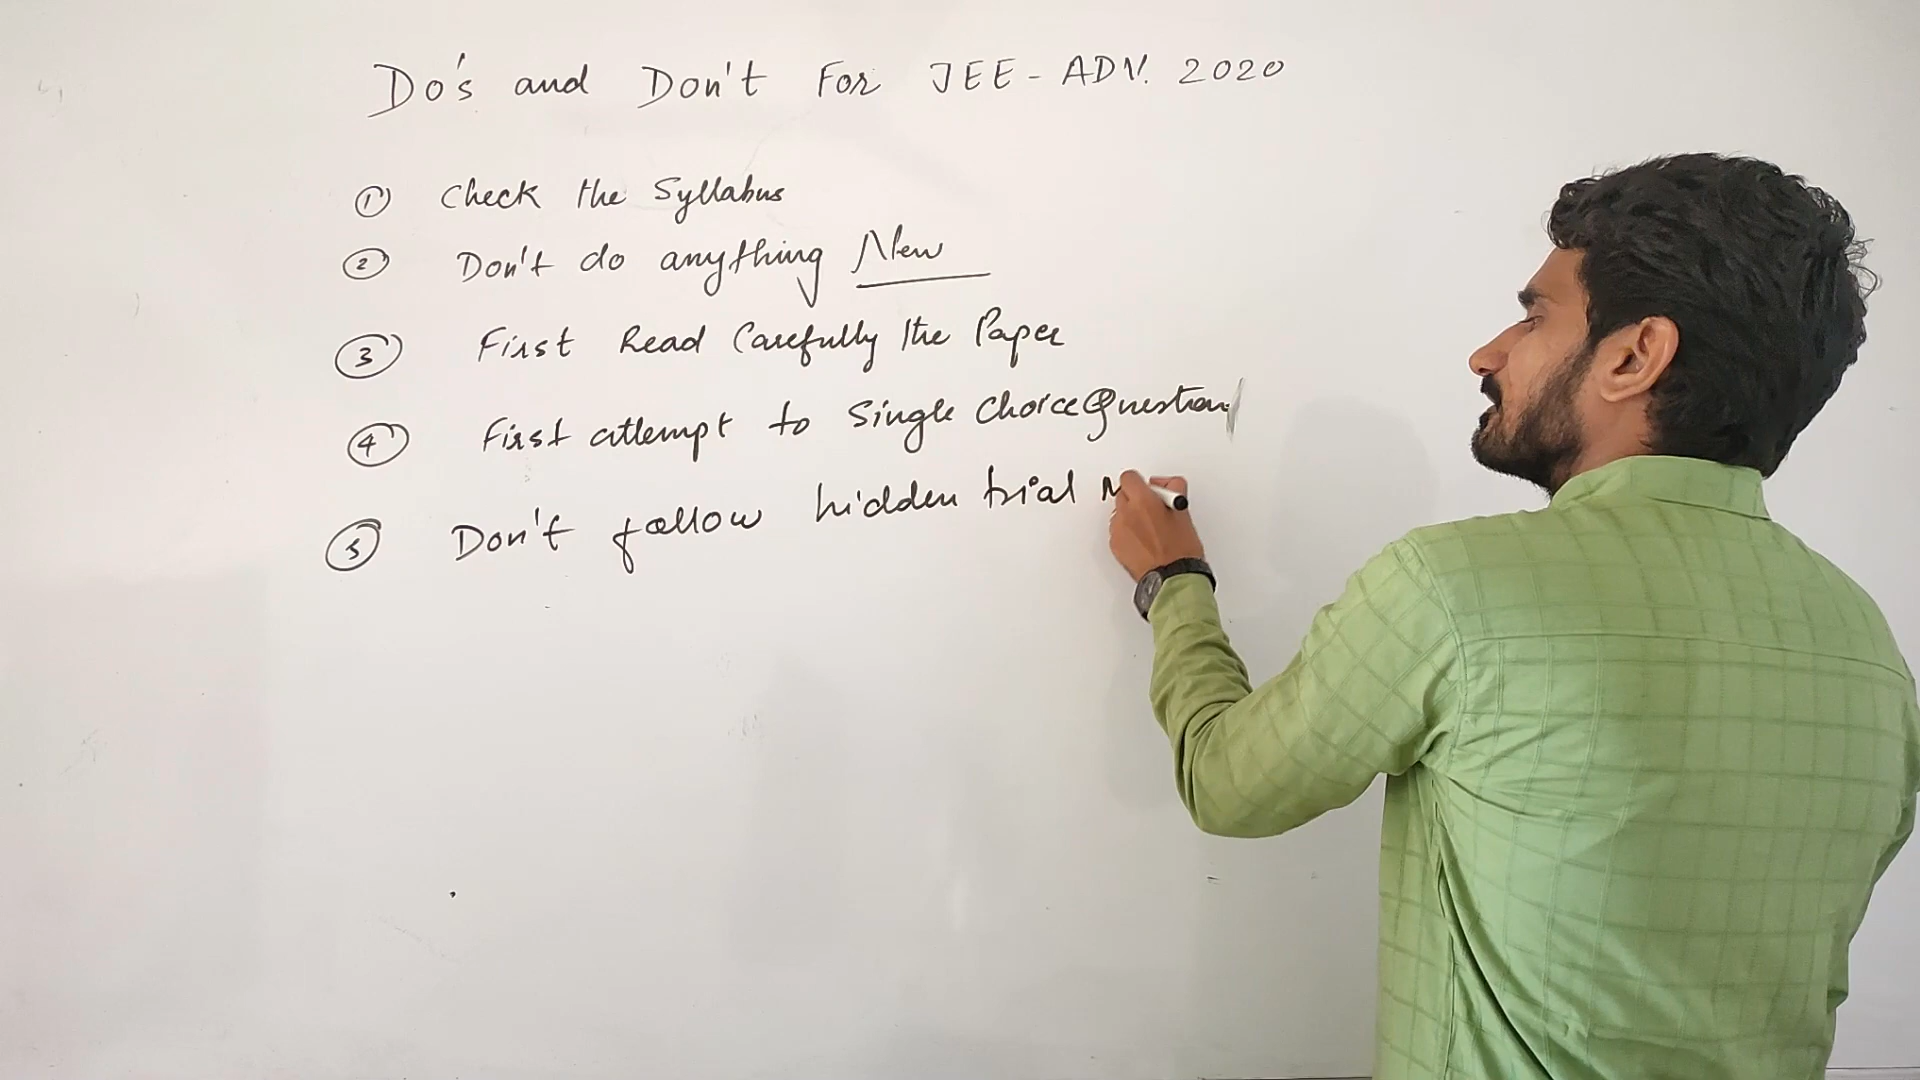 Do's and Don't For JEE - ADV. 2020
① Check the Syllabus
② Don't do anything New
③ First Read Carefully the Paper
④ First attempt to Single Choice Question
⑤ Don't follow hidden trial M